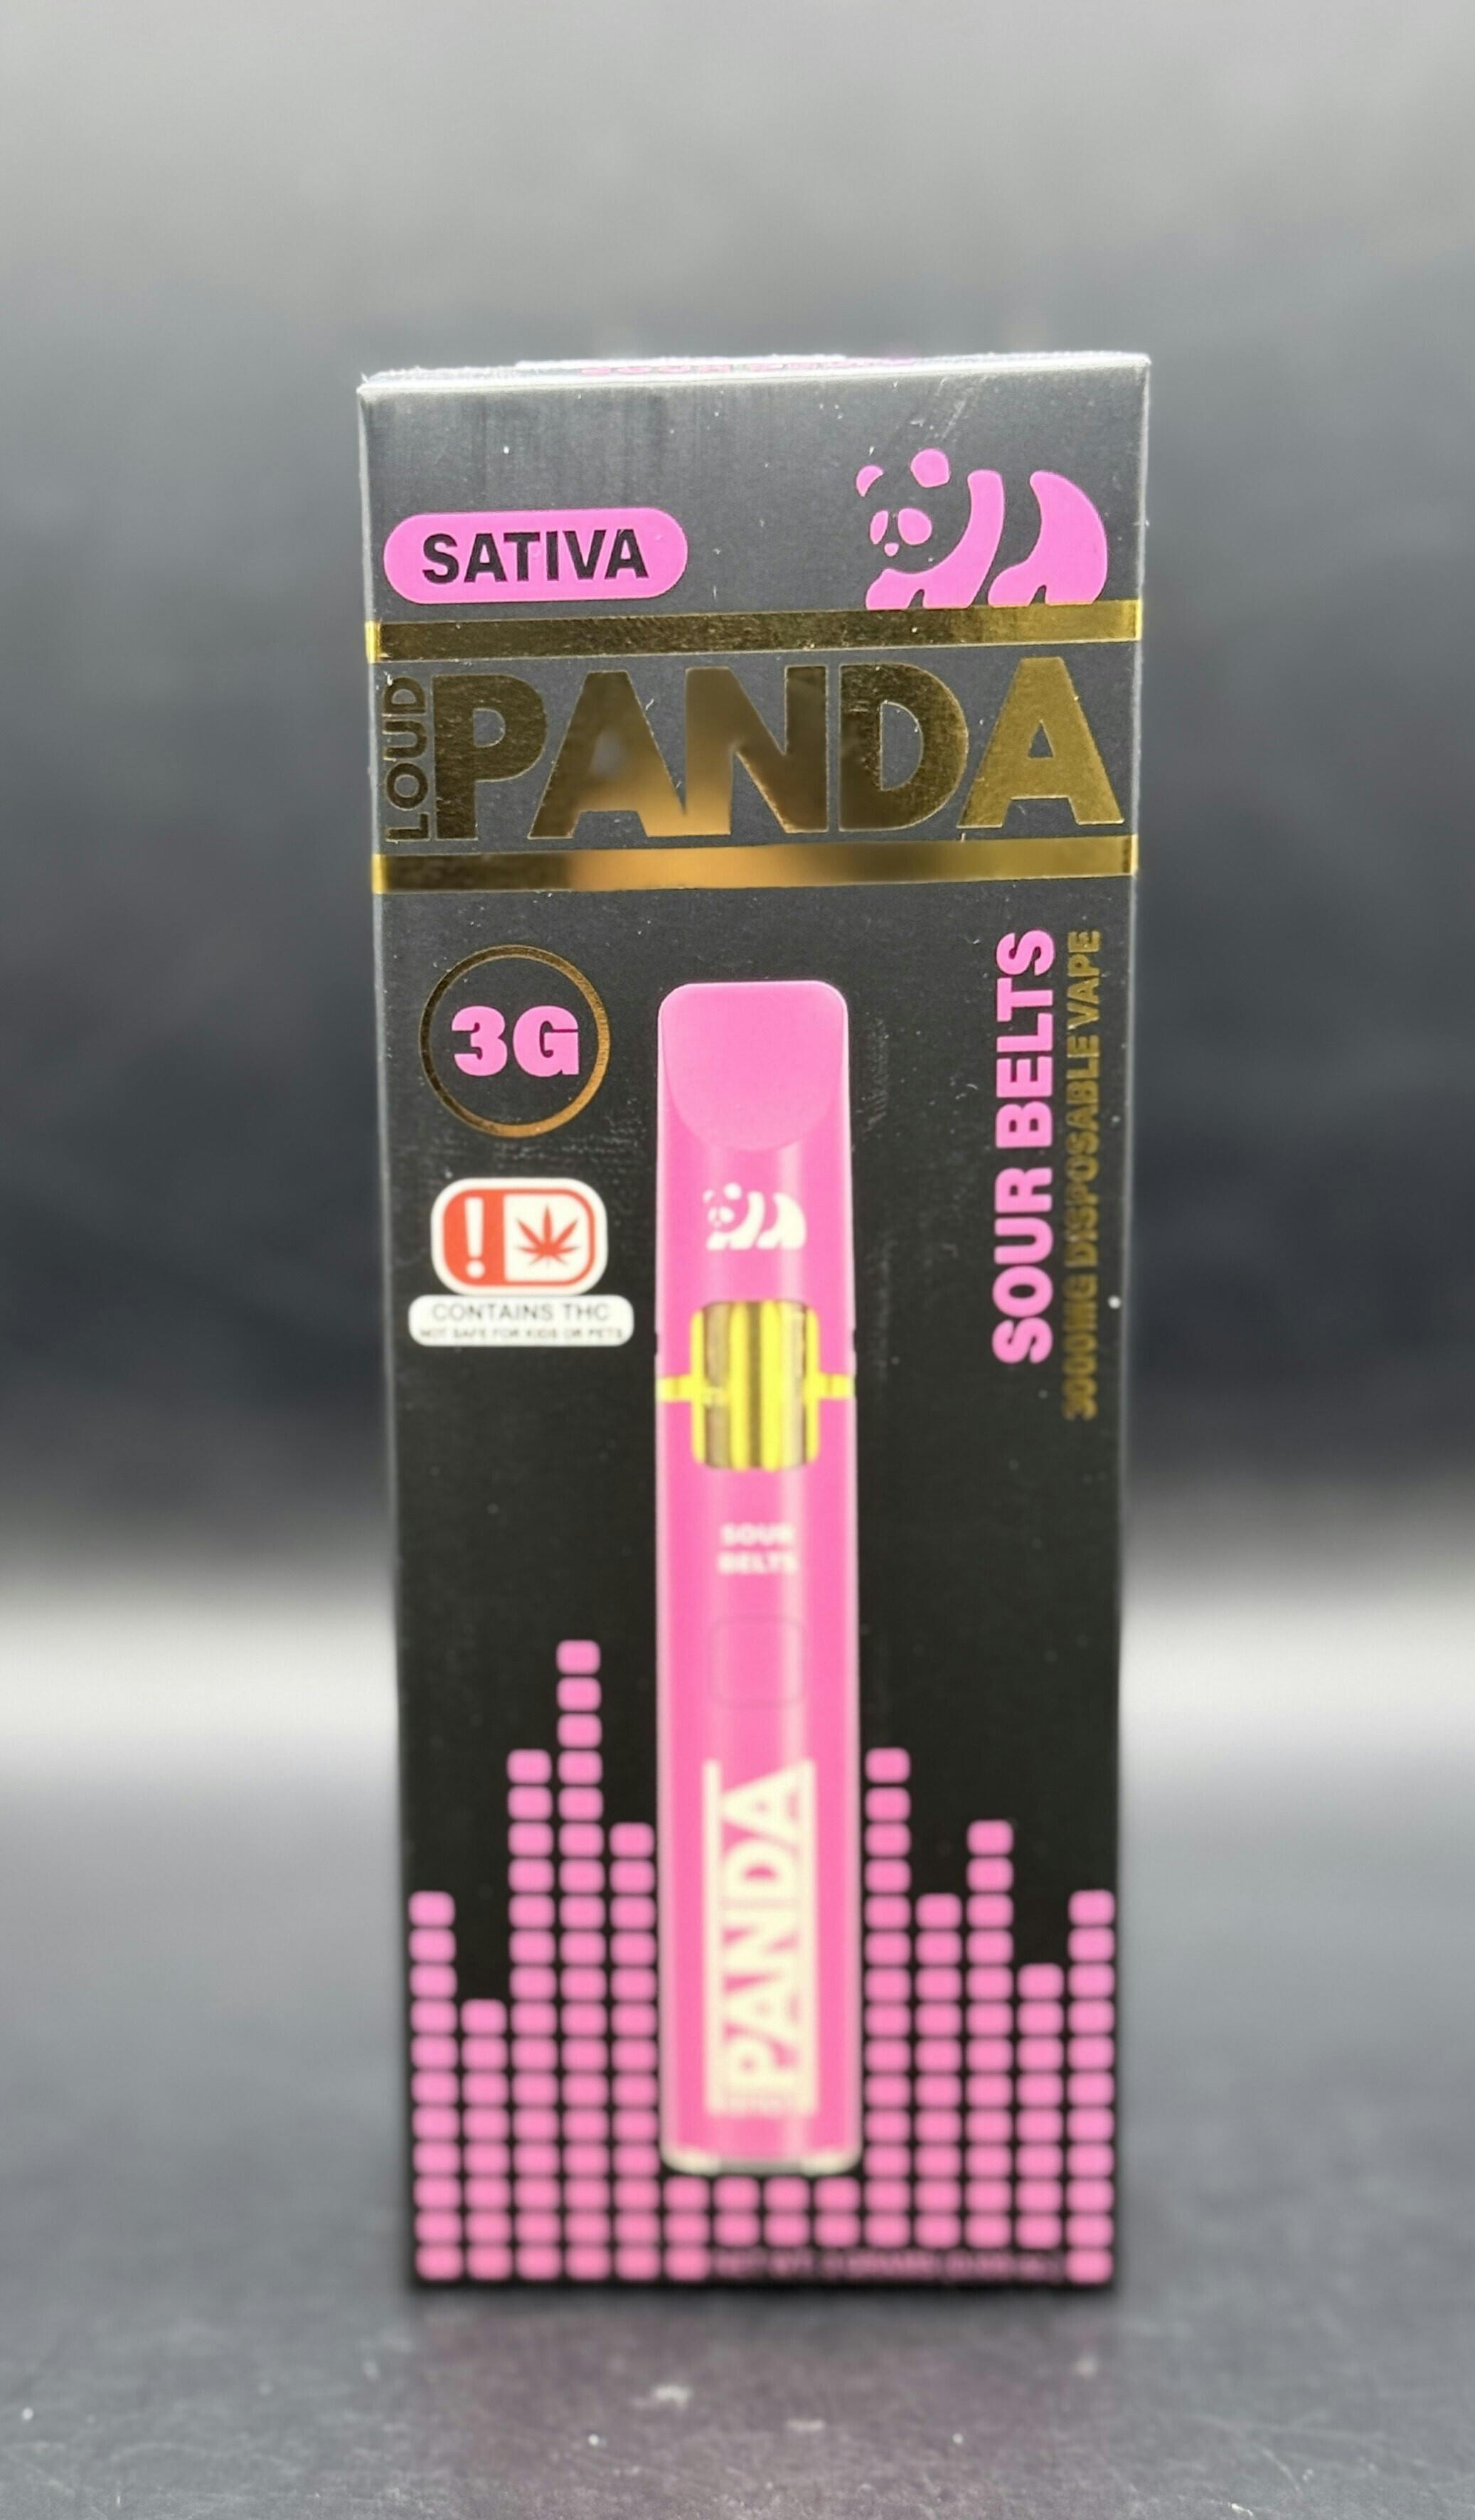 SATIVA
LOUD
PANDA
3G
SOUR BELTS
3000MG DISPOSABLE VAPE
CONTAINS THC
NOT SAFE FOR KIDS OR PETS
SOUR
BELTS
PANDA